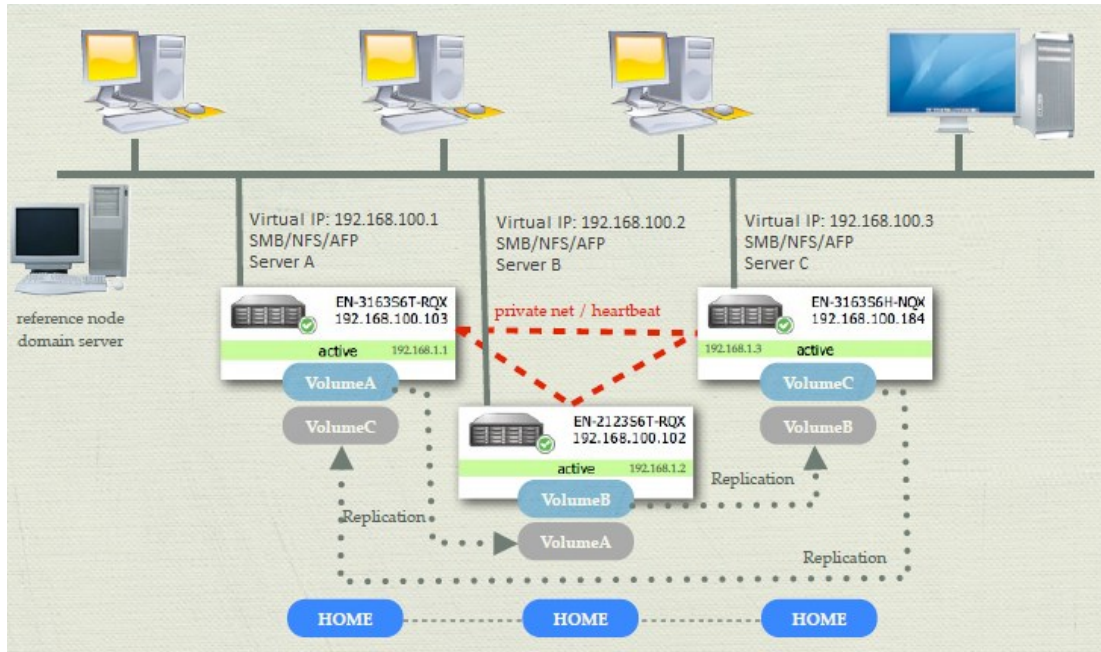 Virtual IP: 192.168.100.1
SMB/NFS/AFP
Server A
Virtual IP: 192.168.100.2
SMB/NFS/AFP
Server B
Virtual IP: 192.168.100.3
SMB/NFS/AFP
Server C
reference node
domain server
EN-3163S6T-RQX
192.168.100.103
active 192.168.1.1
VolumeA
VolumeC
private net / heartbeat
EN-3163S6H-NQX
192.168.100.184
192.168.1.3 active
VolumeC
VolumeB
EN-2123S6T-RQX
192.168.100.102
active 192.168.1.2
VolumeB
VolumeA
Replication
Replication
Replication
HOME HOME HOME